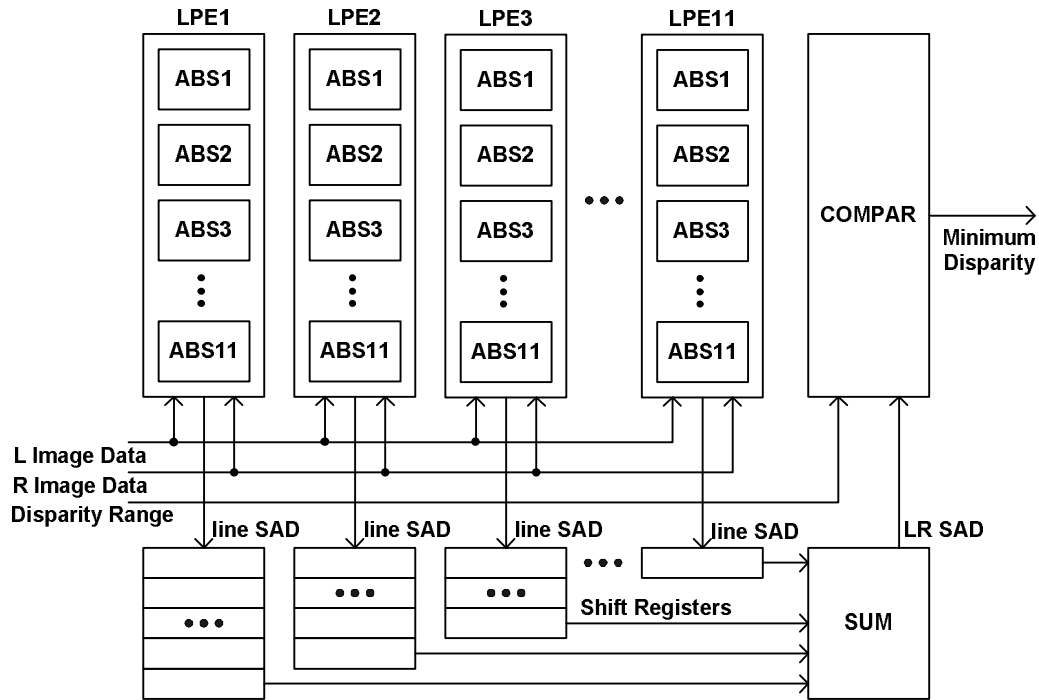 LPE1
LPE2
LPE3
LPE11
ABS1
ABS1
ABS1
ABS1
ABS2
ABS2
ABS2
ABS2
ABS3
ABS3
ABS3
ABS3
ABS11
ABS11
ABS11
ABS11
COMPAR
Minimum
Disparity
L Image Data
R Image Data
Disparity Range
line SAD
line SAD
line SAD
line SAD
LR SAD
Shift Registers
SUM